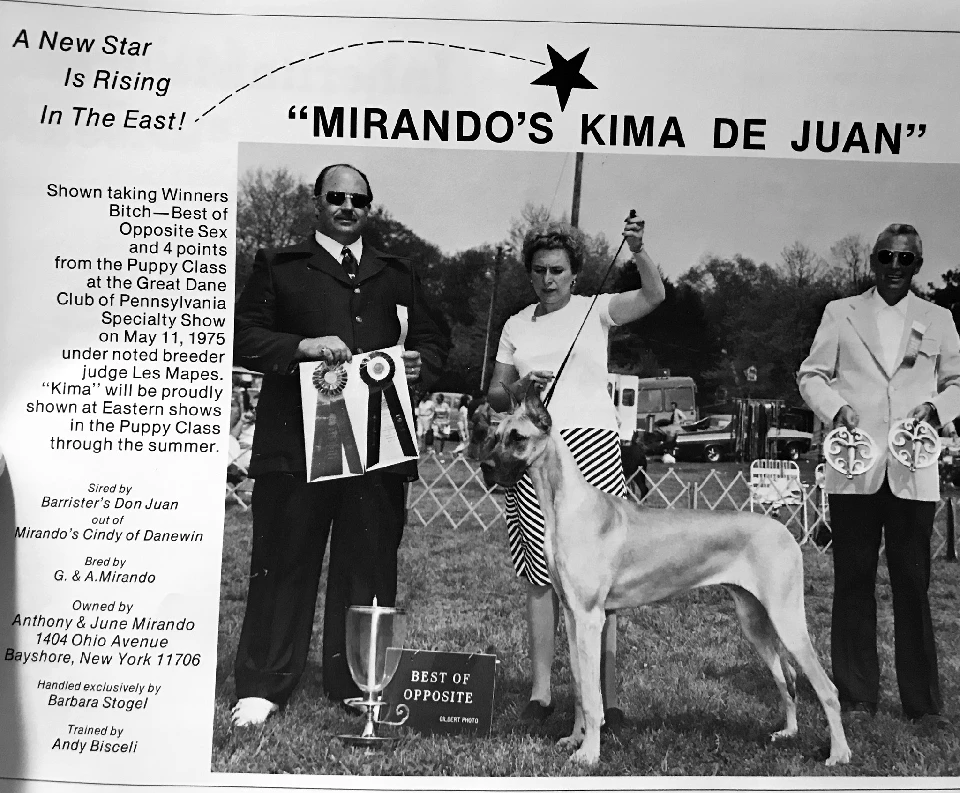 A New Star
Is Rising
In The East!
"MIRANDO'S KIMA DE JUAN"
Shown taking Winners
Bitch—Best of
Opposite Sex
and 4 points
from the Puppy Class
at the Great Dane
Club of Pennsylvania
Specialty Show
on May 11, 1975
under noted breeder
judge Les Mapes.
"Kima" will be proudly
shown at Eastern shows
in the Puppy Class
through the summer.
Sired by
Barrister's Don Juan
out of
Mirando's Cindy of Danewin
Bred by
G. & A.Mirando
Owned by
Anthony & June Mirando
1404 Ohio Avenue
Bayshore, New York 11706
Handled exclusively by
Barbara Stogel
Trained by
Andy Bisceli
BEST OF
OPPOSITE
GILBERT PHOTO